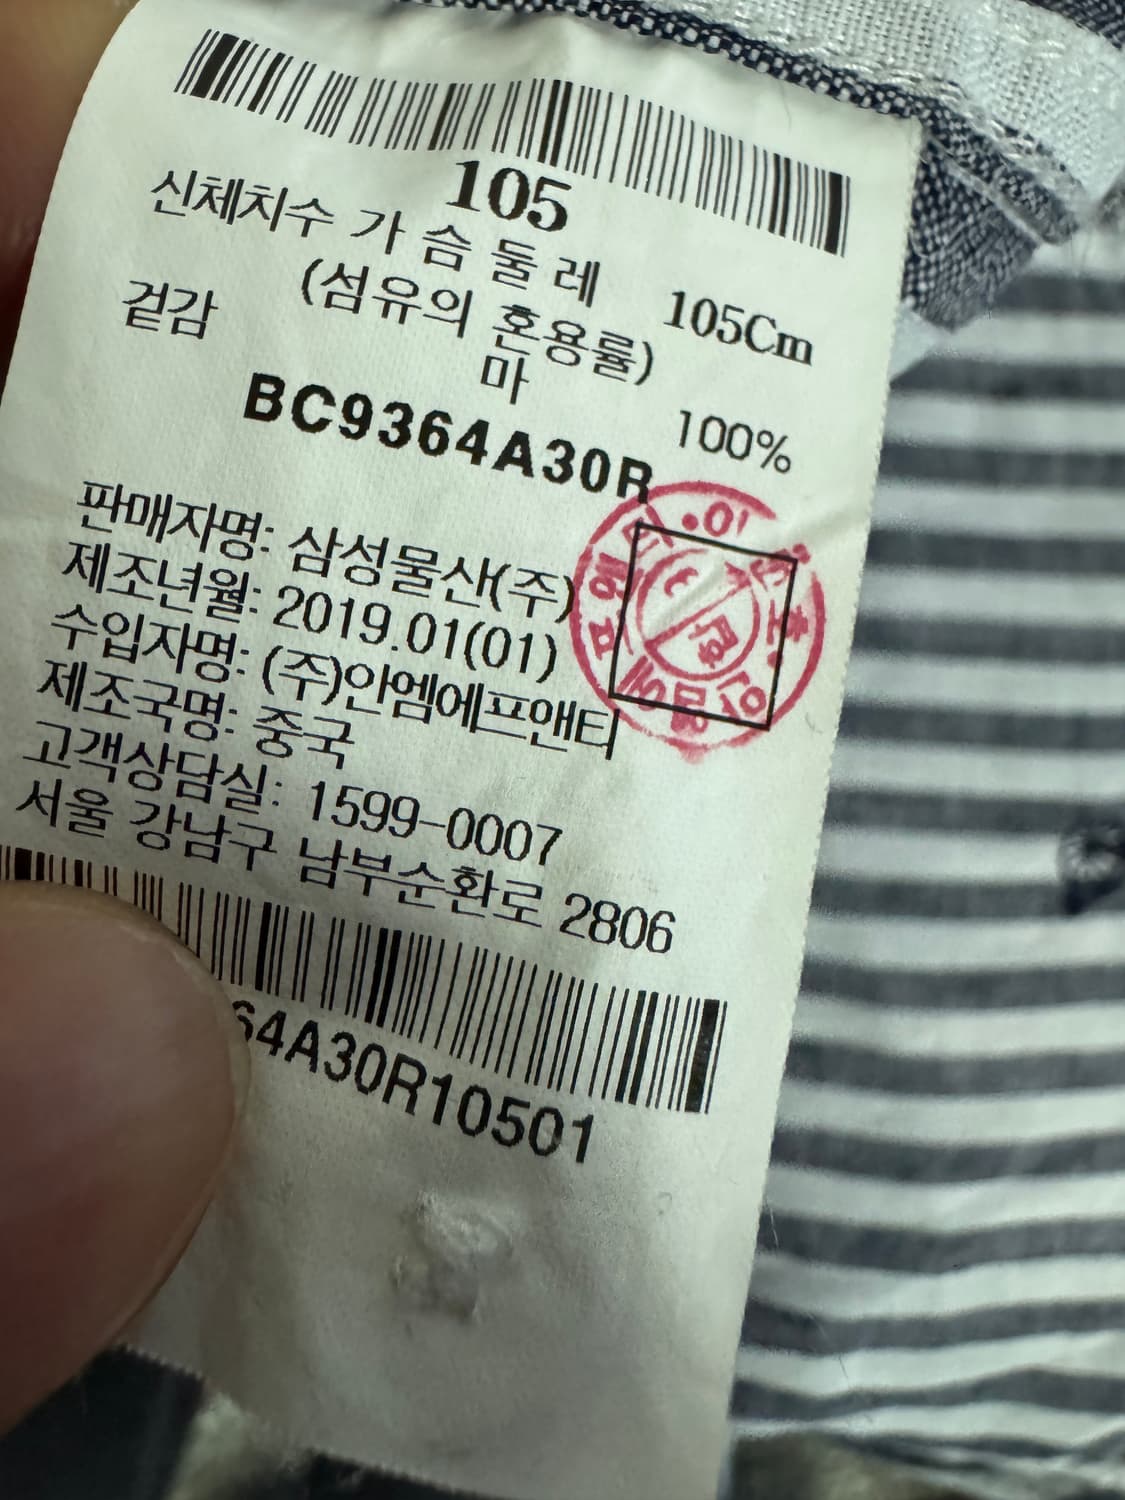 105
신체치수 가 슴 둘 레 105Cm
(섬유의 혼용률)
겉감 마 100%
BC9364A30R
판매자명: 삼성물산(주)
제조년월: 2019.01(01)
수입자명: (주)안엠에프앤티
제조국명: 중국
고객상담실: 1599-0007
서울 강남구 남부순환로 2806
64A30R10501